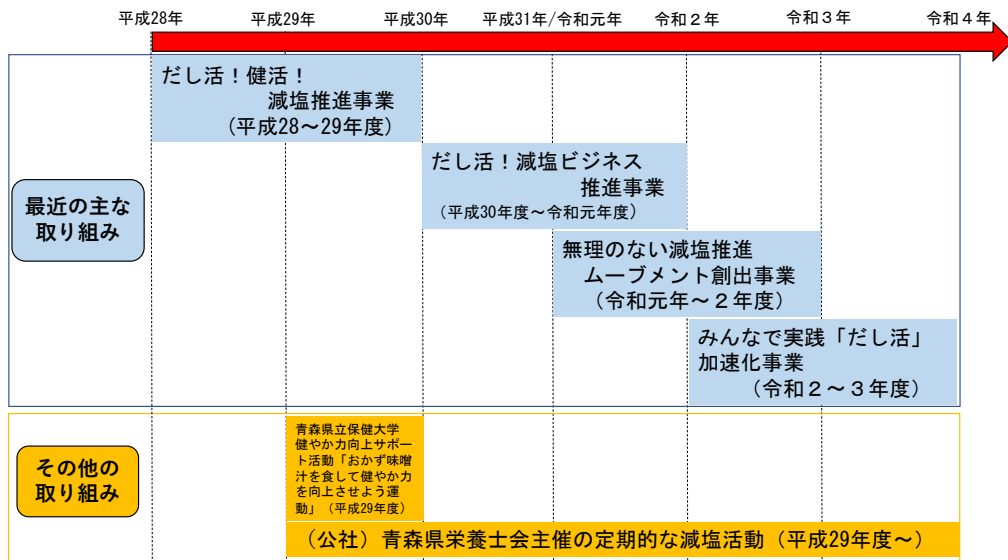 平成28年 平成29年 平成30年 平成31年/令和元年 令和２年 令和３年 令和４年
だし活！健活！
減塩推進事業
（平成28～29年度）
だし活！減塩ビジネス
推進事業
（平成30年度～令和元年度）
最近の主な
取り組み
無理のない減塩推進
ムーブメント創出事業
（令和元年～２年度）
みんなで実践「だし活」
加速化事業
（令和２～３年度）
その他の
取り組み
青森県立保健大学
健やか力向上サポー
ト活動「おかず味噌
汁を食して健やか力
を向上させよう運
動」（平成29年度）
（公社）青森県栄養士会主催の定期的な減塩活動（平成29年度～）